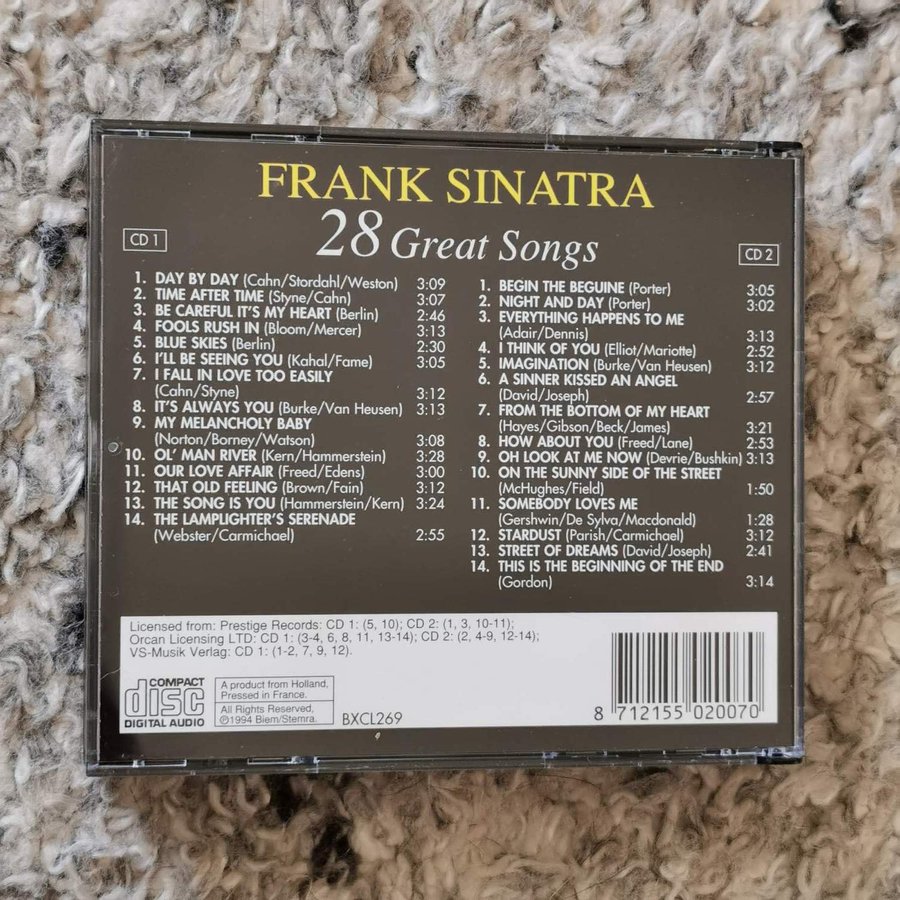 FRANK SINATRA
28 Great Songs
CD 1
1. DAY BY DAY (Cahn/Stordahl/Weston) 3:09
2. TIME AFTER TIME (Styne/Cahn) 3:07
3. BE CAREFUL IT'S MY HEART (Berlin) 2:46
4. FOOLS RUSH IN (Bloom/Mercer) 3:13
5. BLUE SKIES (Berlin) 2:30
6. I'LL BE SEEING YOU (Kahal/Fame) 3:05
7. I FALL IN LOVE TOO EASILY
(Cahn/Styne) 3:12
8. IT'S ALWAYS YOU (Burke/Van Heusen) 3:13
9. MY MELANCHOLY BABY
(Norton/Borney/Watson) 3:08
10. OL' MAN RIVER (Kern/Hammerstein) 3:28
11. OUR LOVE AFFAIR (Freed/Edens) 3:00
12. THAT OLD FEELING (Brown/Fain) 3:12
13. THE SONG IS YOU (Hammerstein/Kern) 3:24
14. THE LAMPLIGHTER'S SERENADE
(Webster/Carmichael) 2:55
CD 2
1. BEGIN THE BEGUINE (Porter) 3:05
2. NIGHT AND DAY (Porter) 3:02
3. EVERYTHING HAPPENS TO ME
(Adair/Dennis) 3:13
4. I THINK OF YOU (Elliot/Mariotte) 2:52
5. IMAGINATION (Burke/Van Heusen) 3:12
6. A SINNER KISSED AN ANGEL
(David/Joseph) 2:57
7. FROM THE BOTTOM OF MY HEART
(Hayes/Gibson/Beck/James) 3:21
8. HOW ABOUT YOU (Freed/Lane) 2:53
9. OH LOOK AT ME NOW (Devrie/Bushkin) 3:13
10. ON THE SUNNY SIDE OF THE STREET
(McHughes/Field) 1:50
11. SOMEBODY LOVES ME
(Gershwin/De Sylva/Macdonald) 1:28
12. STARDUST (Parish/Carmichael) 3:12
13. STREET OF DREAMS (David/Joseph) 2:41
14. THIS IS THE BEGINNING OF THE END
(Gordon) 3:14
Licensed from: Prestige Records: CD 1: (5, 10); CD 2: (1, 3, 10-11);
Orcan Licensing LTD: CD 1: (3-4, 6, 8, 11, 13-14); CD 2: (2, 4-9, 12-14);
VS-Musik Verlag: CD 1: (1-2, 7, 9, 12).
COMPACT
disc
DIGITAL AUDIO
A product from Holland,
Pressed in France.
All Rights Reserved,
℗1994 Biem/Stemra.
BXCL269
8 712155 020070